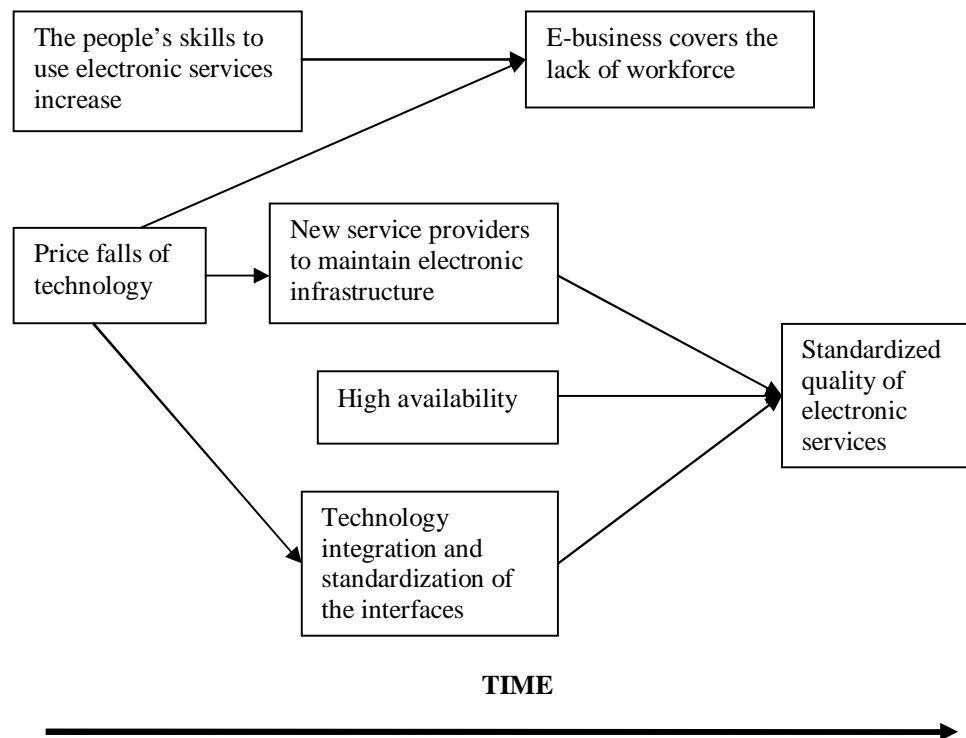 The people’s skills to
use electronic services
increase
E-business covers the
lack of workforce
Price falls of
technology
New service providers
to maintain electronic
infrastructure
High availability
Standardized
quality of
electronic
services
Technology
integration and
standardization of
the interfaces
TIME